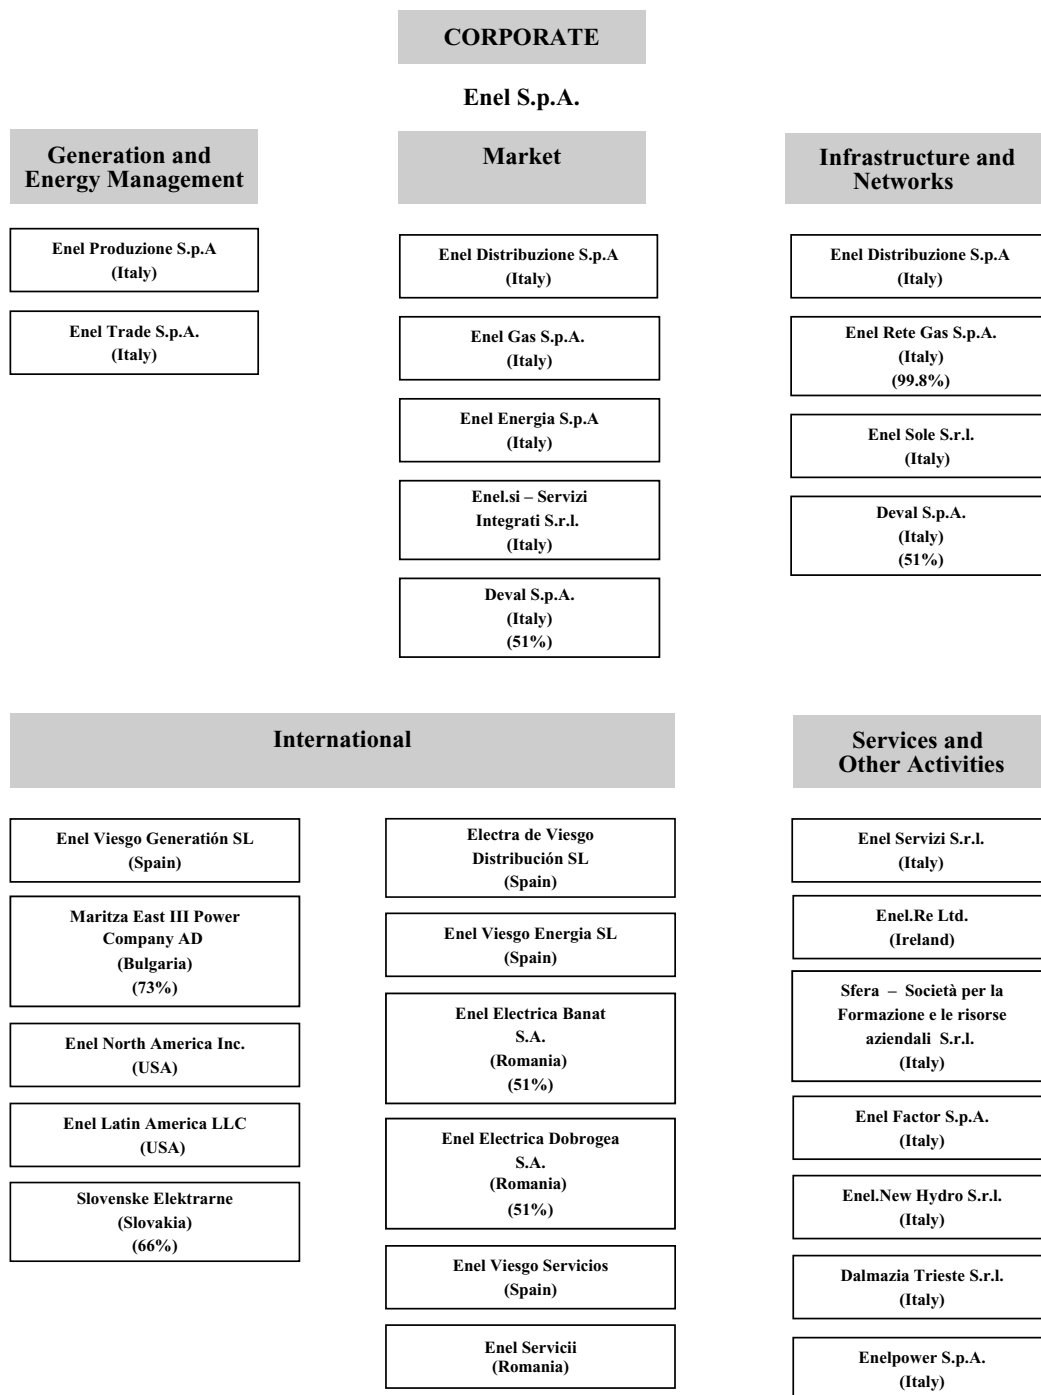 CORPORATE
Enel S.p.A.
Generation and
Energy Management
Enel Produzione S.p.A
(Italy)
Enel Trade S.p.A.
(Italy)
Market
Enel Distribuzione S.p.A
(Italy)
Enel Gas S.p.A.
(Italy)
Enel Energia S.p.A
(Italy)
Enel.si – Servizi
Integrati S.r.l.
(Italy)
Deval S.p.A.
(Italy)
(51%)
Infrastructure and
Networks
Enel Distribuzione S.p.A
(Italy)
Enel Rete Gas S.p.A.
(Italy)
(99.8%)
Enel Sole S.r.l.
(Italy)
Deval S.p.A.
(Italy)
(51%)
International
Enel Viesgo Generatión SL
(Spain)
Maritza East III Power
Company AD
(Bulgaria)
(73%)
Enel North America Inc.
(USA)
Enel Latin America LLC
(USA)
Slovenske Elektrarne
(Slovakia)
(66%)
Electra de Viesgo
Distribución SL
(Spain)
Enel Viesgo Energia SL
(Spain)
Enel Electrica Banat
S.A.
(Romania)
(51%)
Enel Electrica Dobrogea
S.A.
(Romania)
(51%)
Enel Viesgo Servicios
(Spain)
Enel Servicii
(Romania)
Services and
Other Activities
Enel Servizi S.r.l.
(Italy)
Enel.Re Ltd.
(Ireland)
Sfera – Società per la
Formazione e le risorse
aziendali S.r.l.
(Italy)
Enel Factor S.p.A.
(Italy)
Enel.New Hydro S.r.l.
(Italy)
Dalmazia Trieste S.r.l.
(Italy)
Enelpower S.p.A.
(Italy)